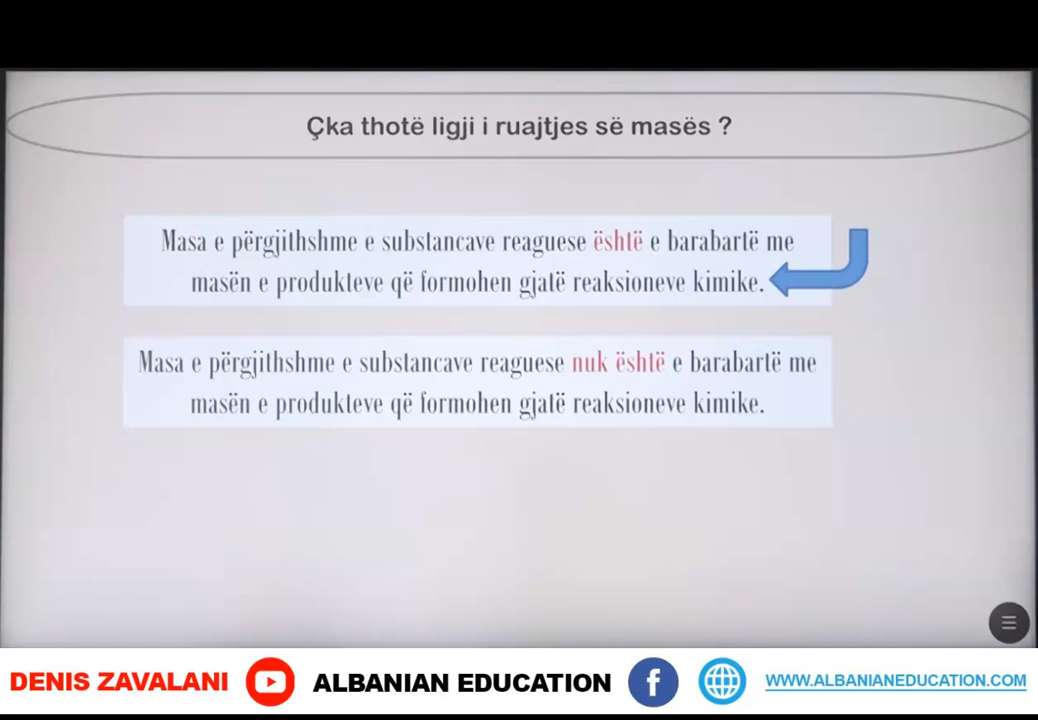 Çka thotë ligji i ruajtjes së masës ?
Masa e përgjithshme e substancave reaguese është e barabartë me
masën e produkteve që formohen gjatë reaksioneve kimike.
Masa e përgjithshme e substancave reaguese nuk është e barabartë me
masën e produkteve që formohen gjatë reaksioneve kimike.
DENIS ZAVALANI
ALBANIAN EDUCATION
WWW.ALBANIANEDUCATION.COM